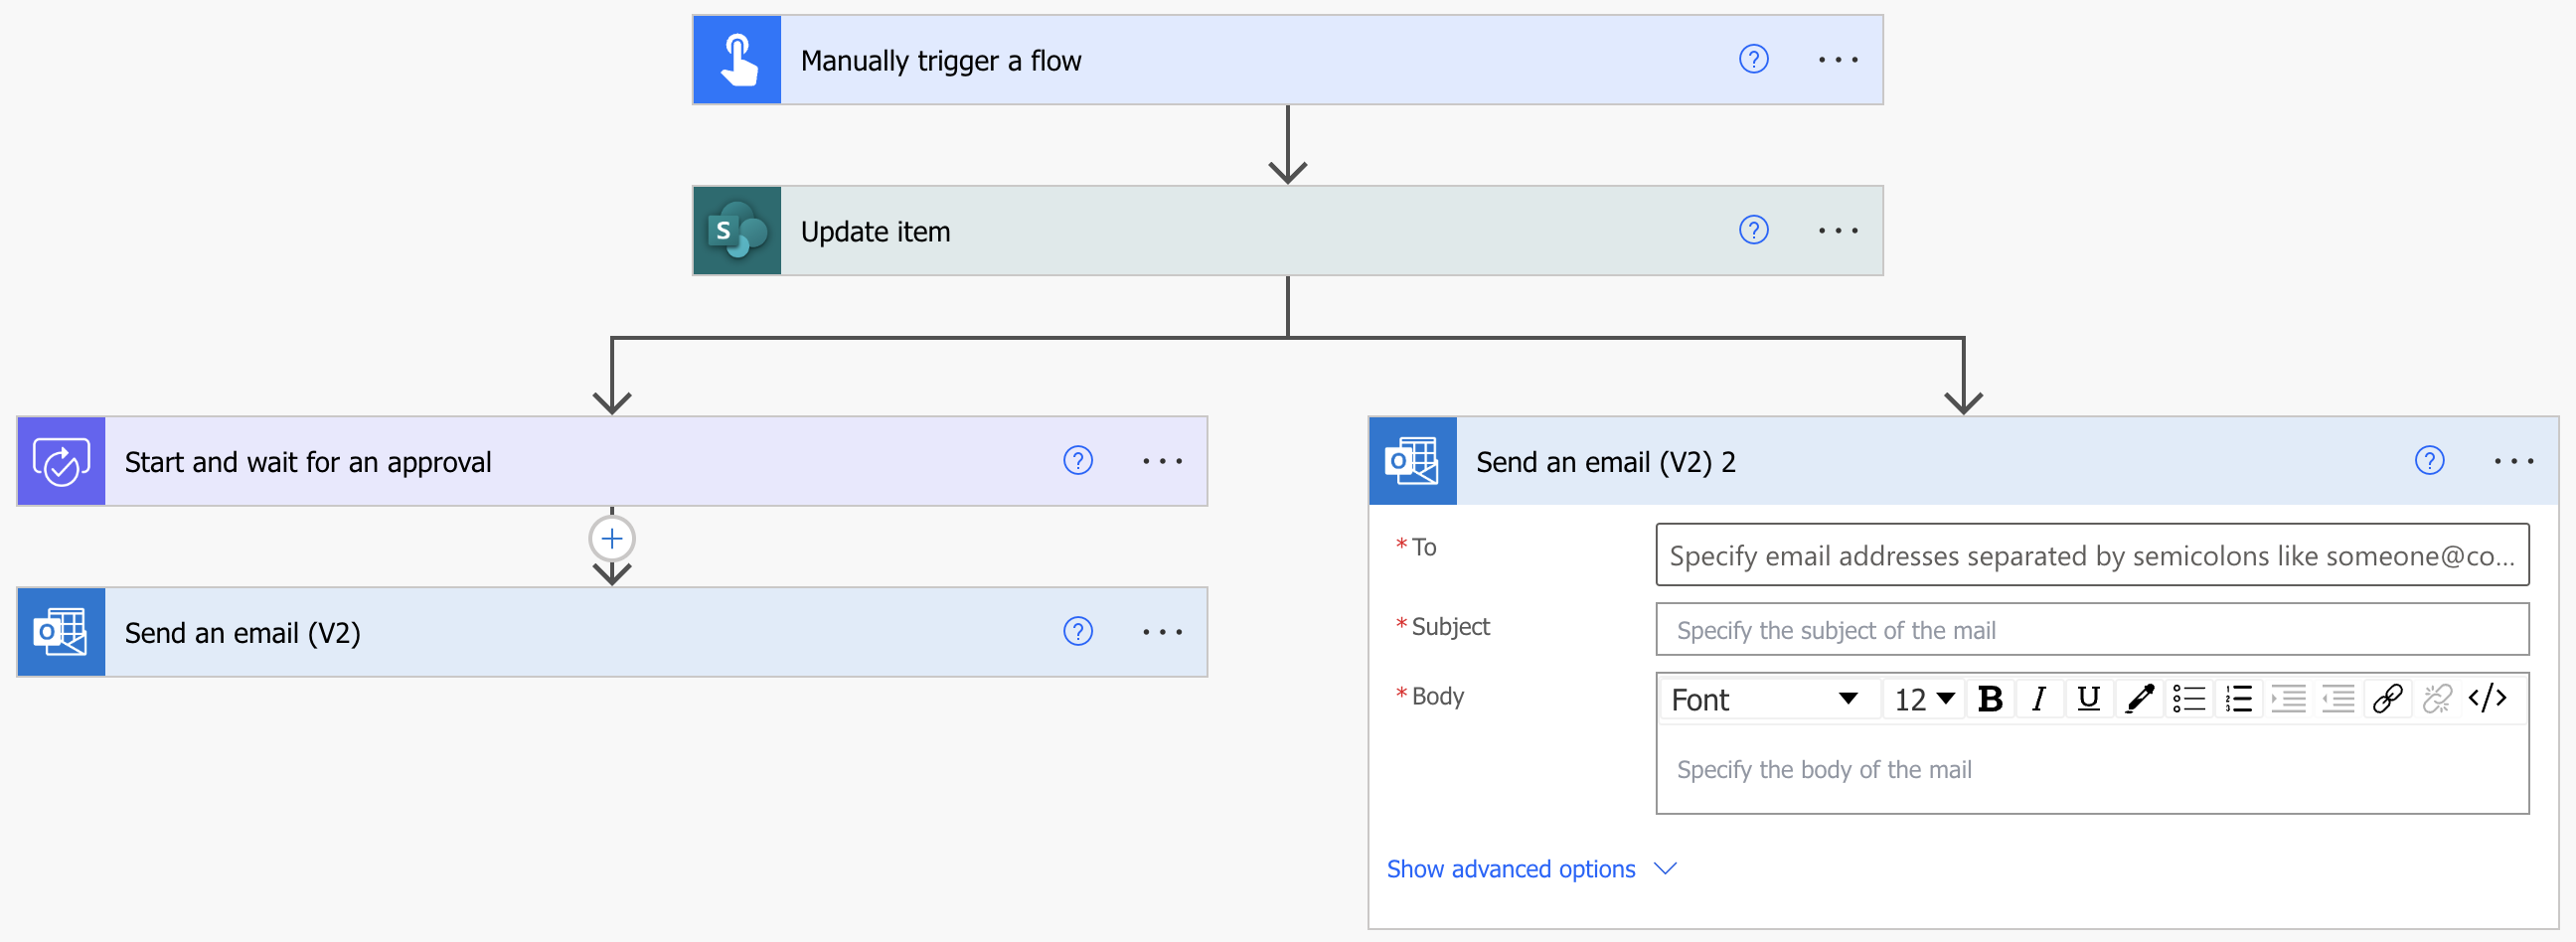 Manually trigger a flow
Update item
Start and wait for an approval
Send an email (V2)
Send an email (V2) 2
* To
Specify email addresses separated by semicolons like someone@co...
* Subject
Specify the subject of the mail
* Body
Font 12 B I U </>
Specify the body of the mail
Show advanced options